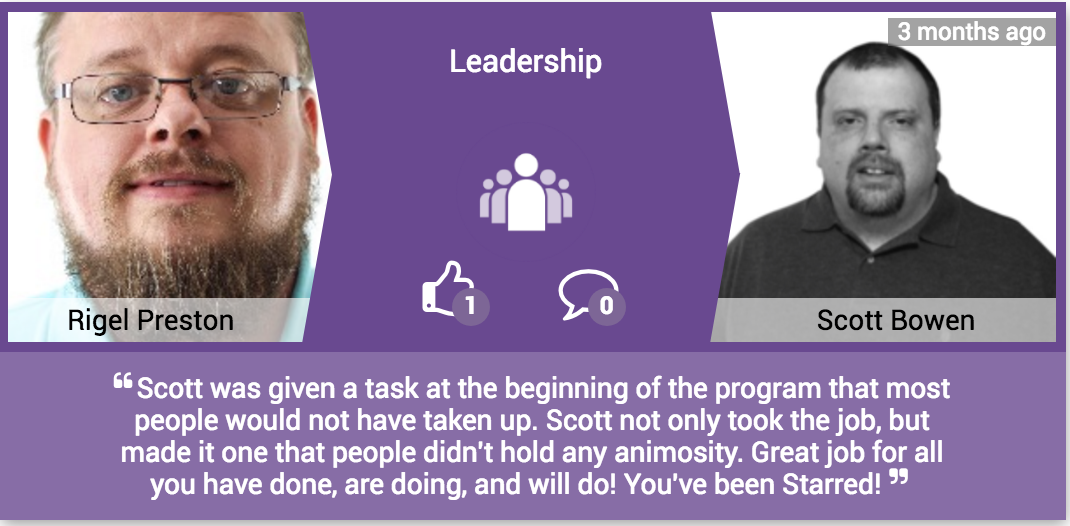 3 months ago
Leadership
1
0
Rigel Preston
Scott Bowen
“Scott was given a task at the beginning of the program that most
people would not have taken up. Scott not only took the job, but
made it one that people didn't hold any animosity. Great job for all
you have done, are doing, and will do! You've been Starred! ”